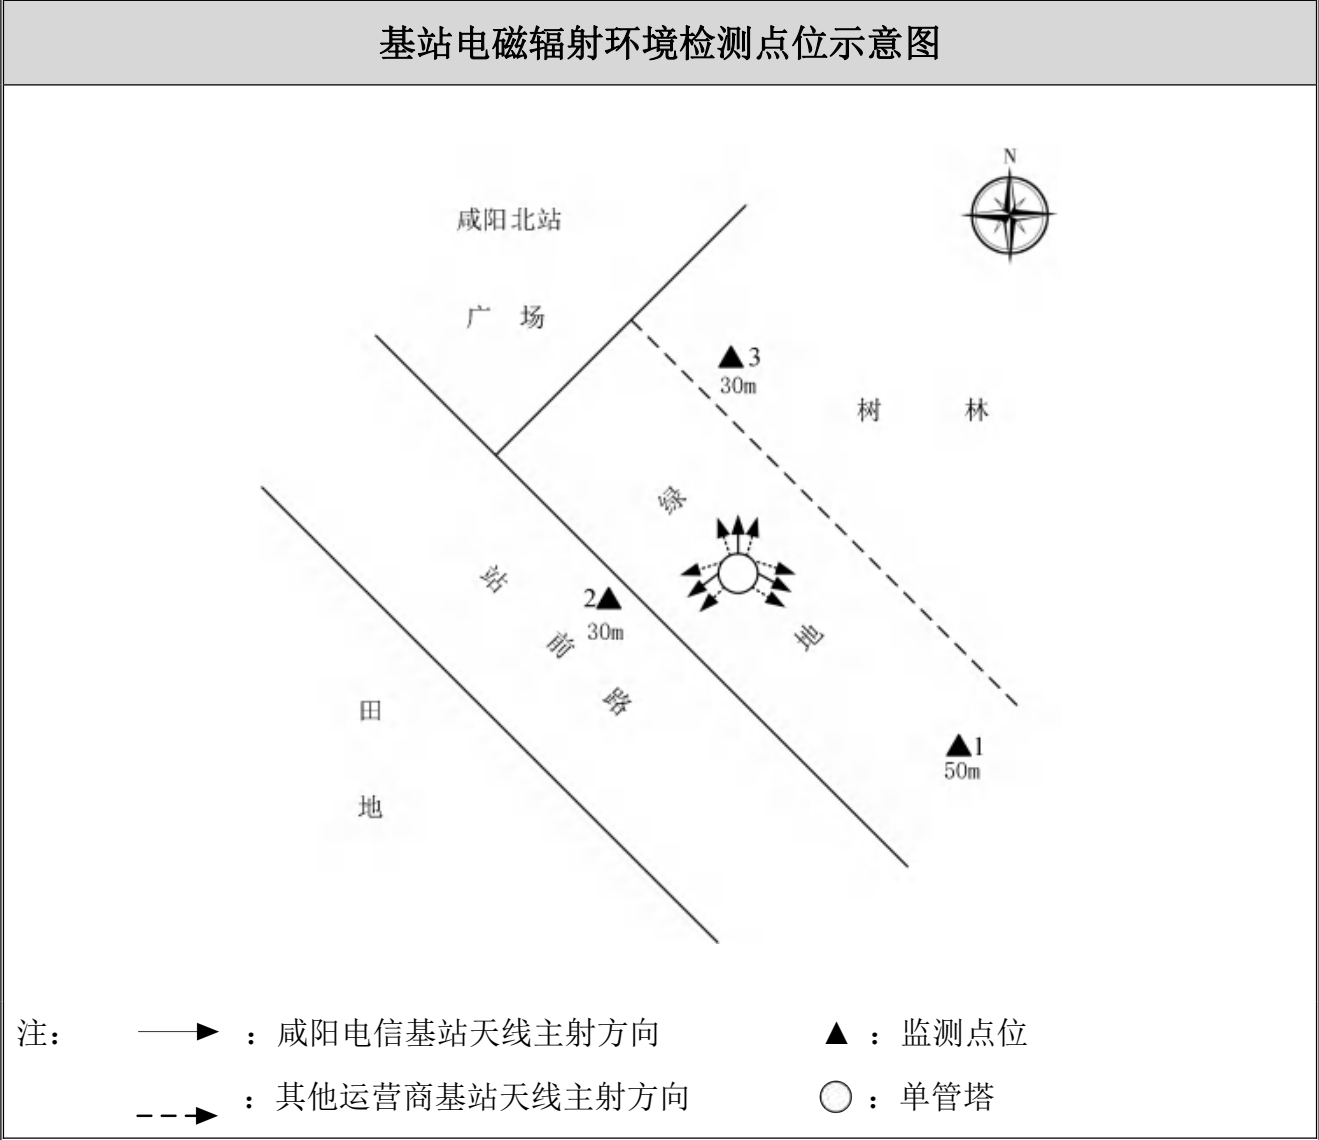 基站电磁辐射环境检测点位示意图
N
咸阳北站
广 场
3
30m
树 林
绿
地
站
前
路
2
30m
田
地
1
50m
注： ：咸阳电信基站天线主射方向 ▲：监测点位
：其他运营商基站天线主射方向 ：单管塔